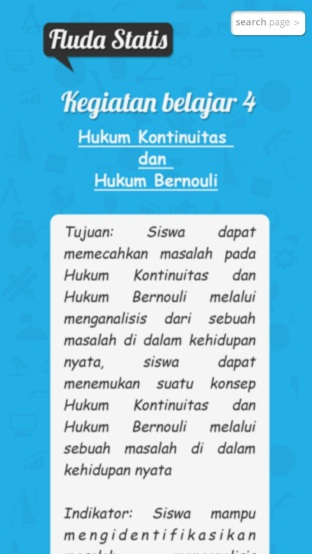 Fluda Statis
search page >
Kegiatan belajar 4
Hukum Kontinuitas
dan
Hukum Bernouli
Tujuan: Siswa dapat
memecahkan masalah pada
Hukum Kontinuitas dan
Hukum Bernouli melalui
menganalisis dari sebuah
masalah di dalam kehidupan
nyata, siswa dapat
menemukan suatu konsep
Hukum Kontinuitas dan
Hukum Bernouli melalui
sebuah masalah di dalam
kehidupan nyata
Indikator: Siswa mampu
mengidentifikasikan